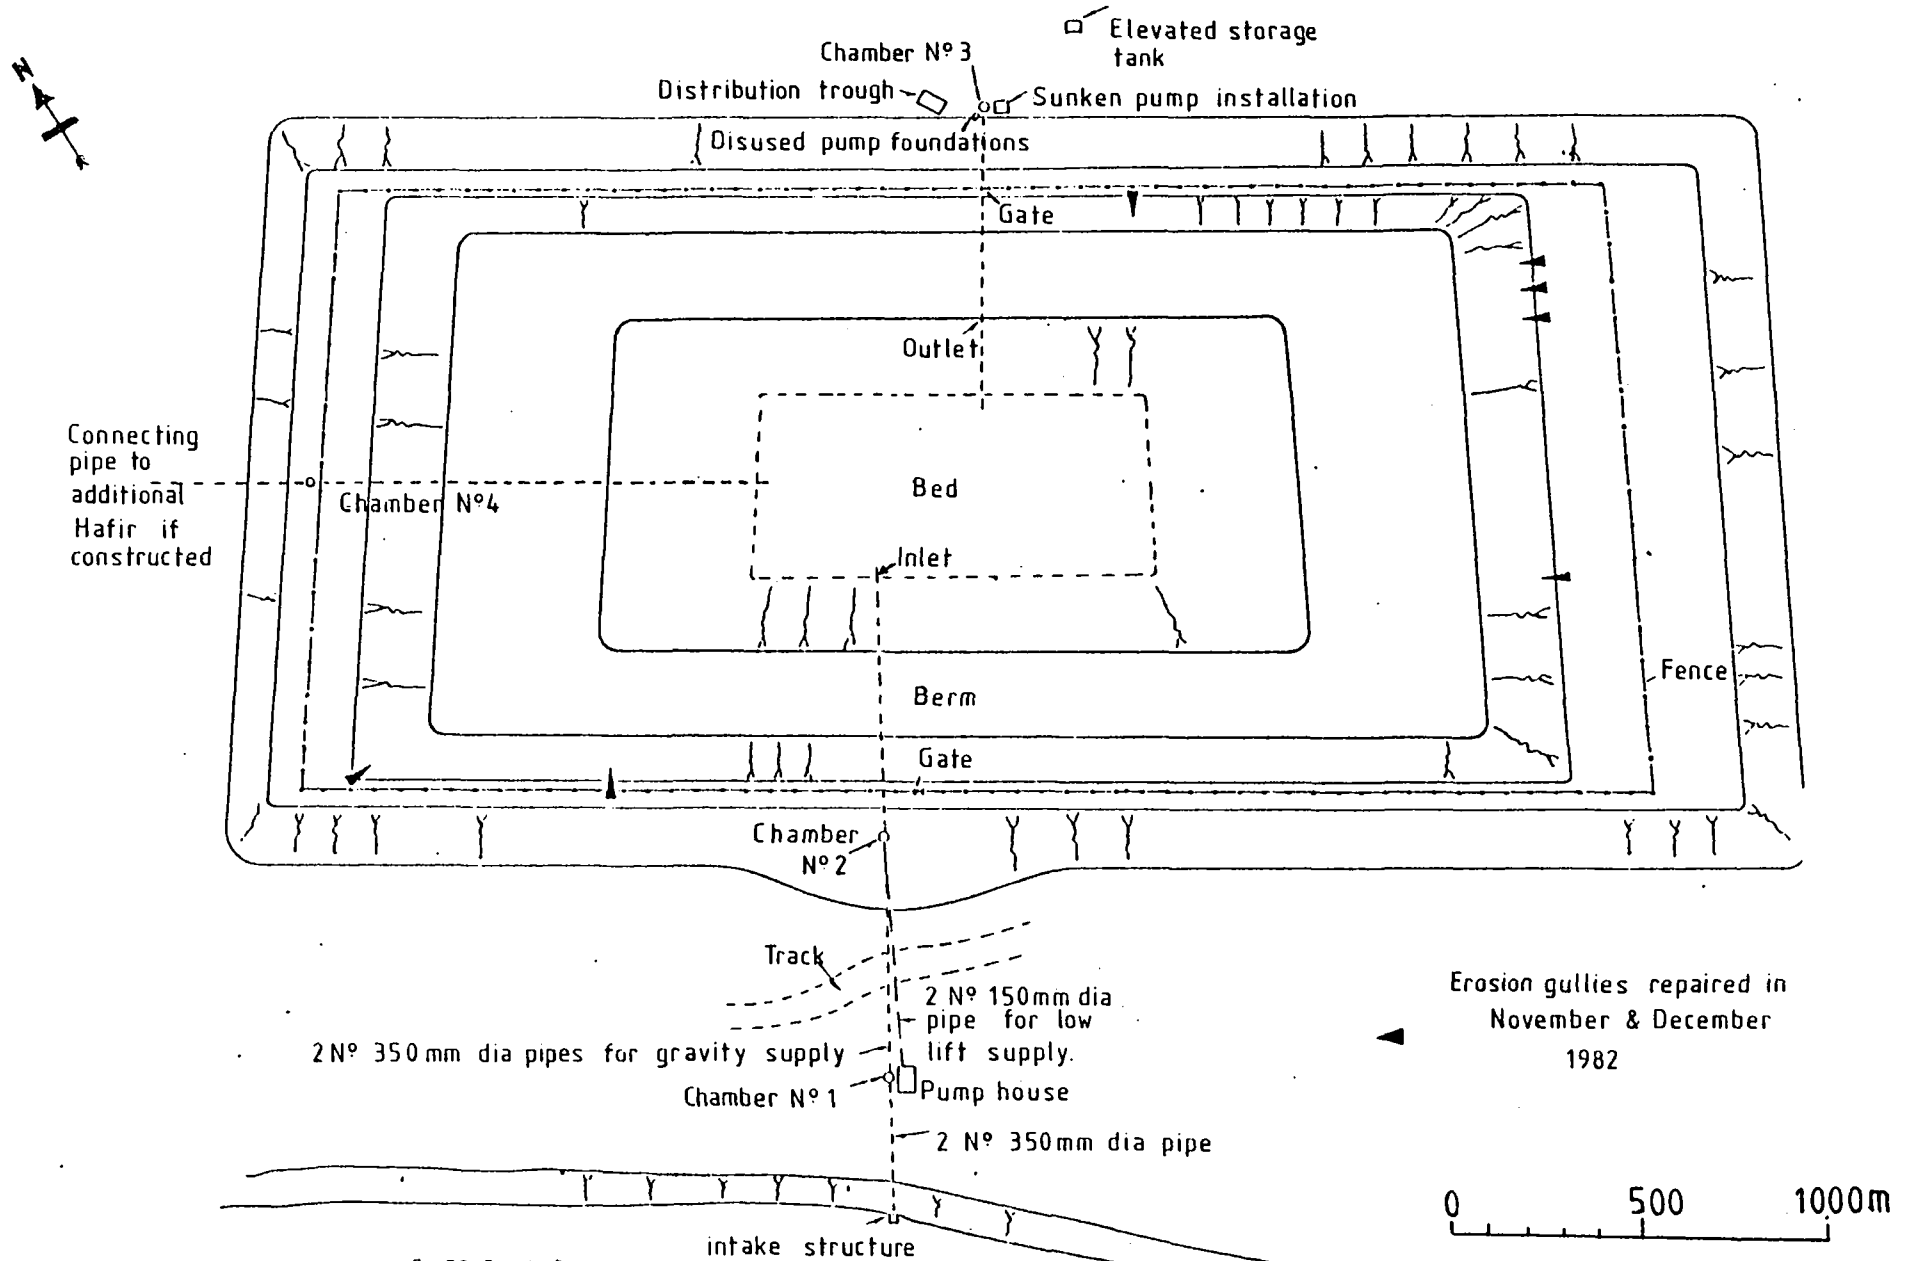 N
Elevated storage
tank
Chamber Nº 3
Distribution trough
Sunken pump installation
Disused pump foundations
Gate
Outlet
Connecting
pipe to
additional
Hafir if
constructed
Chamber Nº 4
Bed
Inlet
Berm
Fence
Gate
Chamber
Nº 2
Track
2 Nº 150mm dia
pipe for low
lift supply.
2 Nº 350mm dia pipes for gravity supply
Chamber Nº 1
Pump house
2 Nº 350mm dia pipe
intake structure
Erosion gullies repaired in
November & December
1982
0 500 1000m